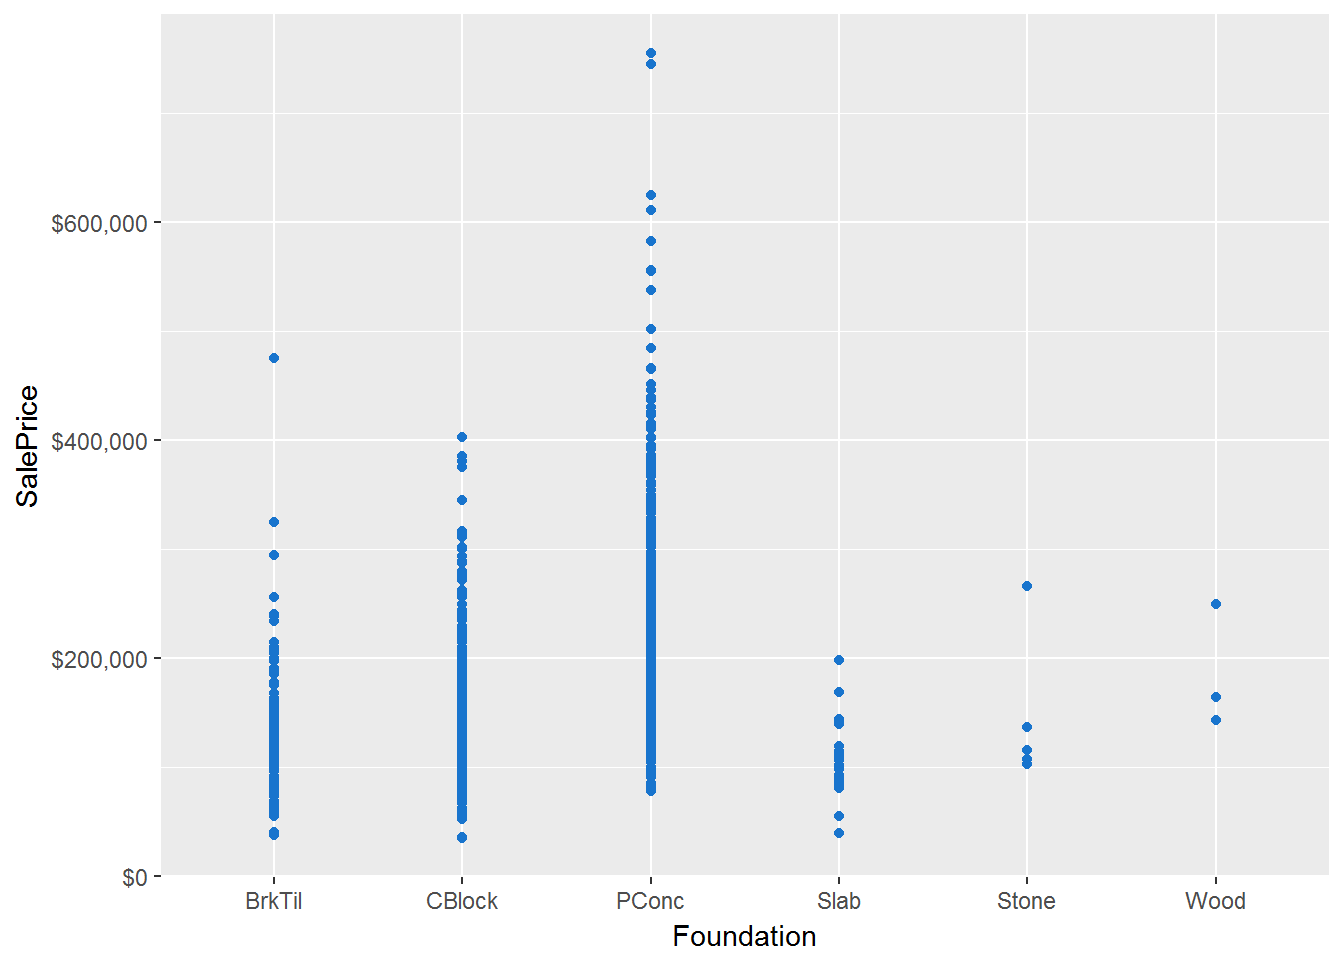 SalePrice
$600,000
$400,000
$200,000
$0
BrkTil CBlock PConc Slab Stone Wood
Foundation